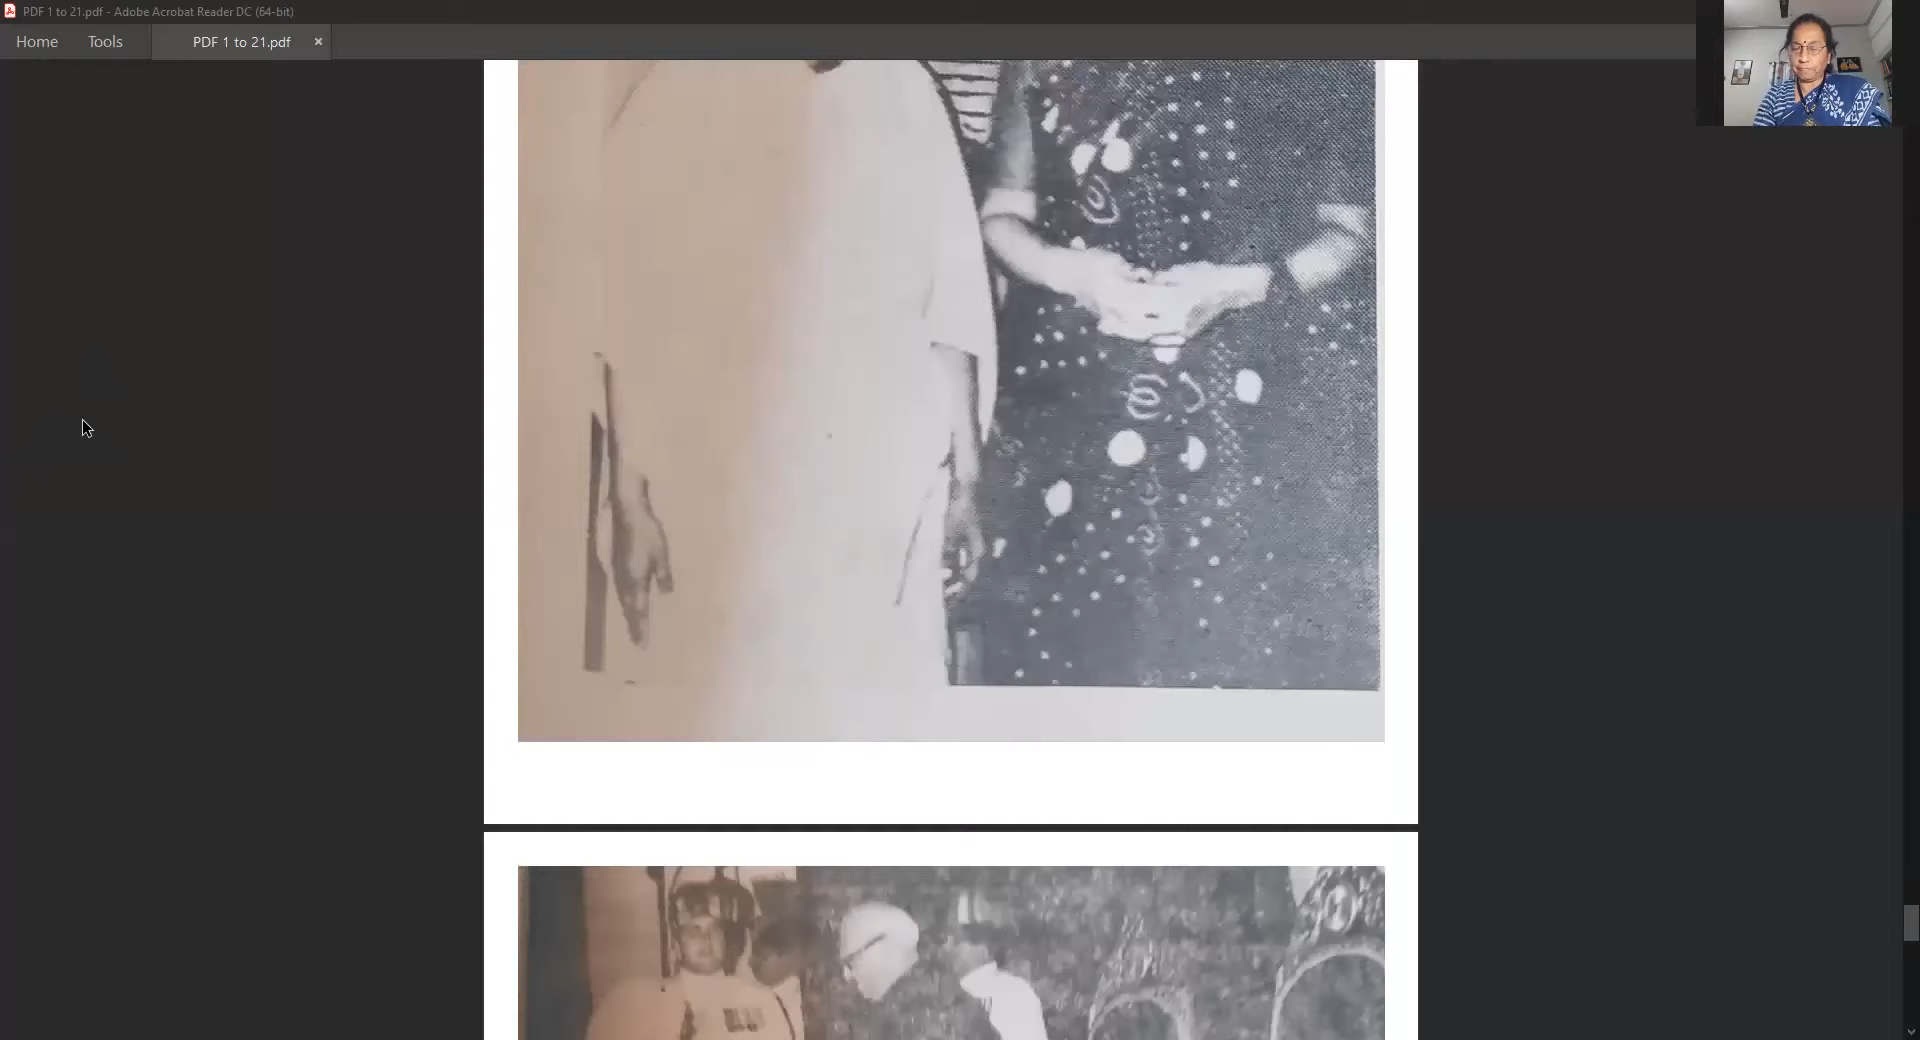 PDF 1 to 21.pdf - Adobe Acrobat Reader DC (64-bit)
Home Tools PDF 1 to 21.pdf ×